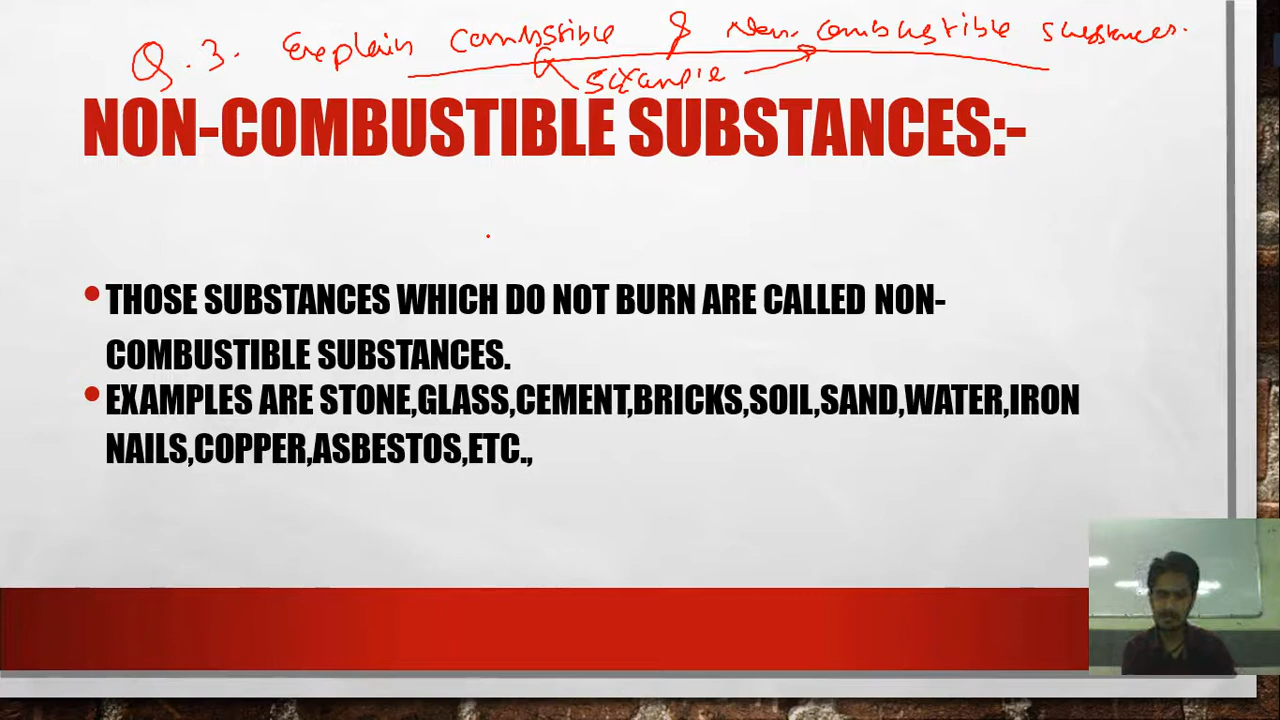 Q.3. Explain Combustible & Non-combustible substances.
Example
NON-COMBUSTIBLE SUBSTANCES:-
•THOSE SUBSTANCES WHICH DO NOT BURN ARE CALLED NON-
COMBUSTIBLE SUBSTANCES.
•EXAMPLES ARE STONE,GLASS,CEMENT,BRICKS,SOIL,SAND,WATER,IRON
NAILS,COPPER,ASBESTOS,ETC.,